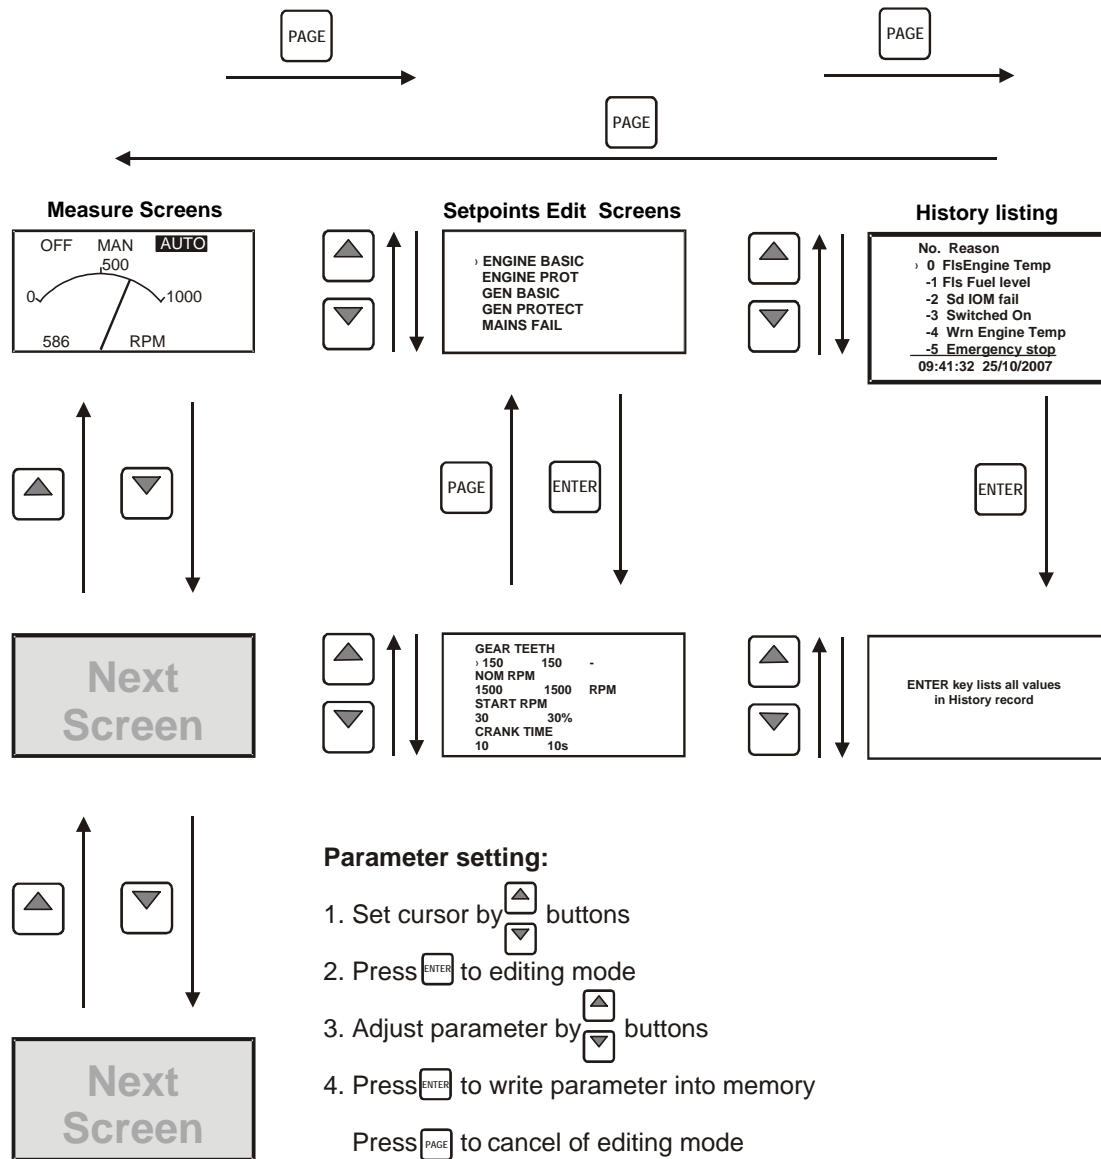 PAGE
PAGE
PAGE
Measure Screens
OFF MAN AUTO
500
0 1000
586 RPM
Setpoints Edit Screens
› ENGINE BASIC
ENGINE PROT
GEN BASIC
GEN PROTECT
MAINS FAIL
History listing
No. Reason
› 0 FlsEngine Temp
-1 Fls Fuel level
-2 Sd IOM fail
-3 Switched On
-4 Wrn Engine Temp
-5 Emergency stop
09:41:32 25/10/2007
PAGE
ENTER
ENTER
Next
Screen
GEAR TEETH
› 150 150 -
NOM RPM
1500 1500 RPM
START RPM
30 30%
CRANK TIME
10 10s
ENTER key lists all values
in History record
Next
Screen
Parameter setting:
1. Set cursor by buttons
2. Press ENTER to editing mode
3. Adjust parameter by buttons
4. Press ENTER to write parameter into memory
Press PAGE to cancel of editing mode